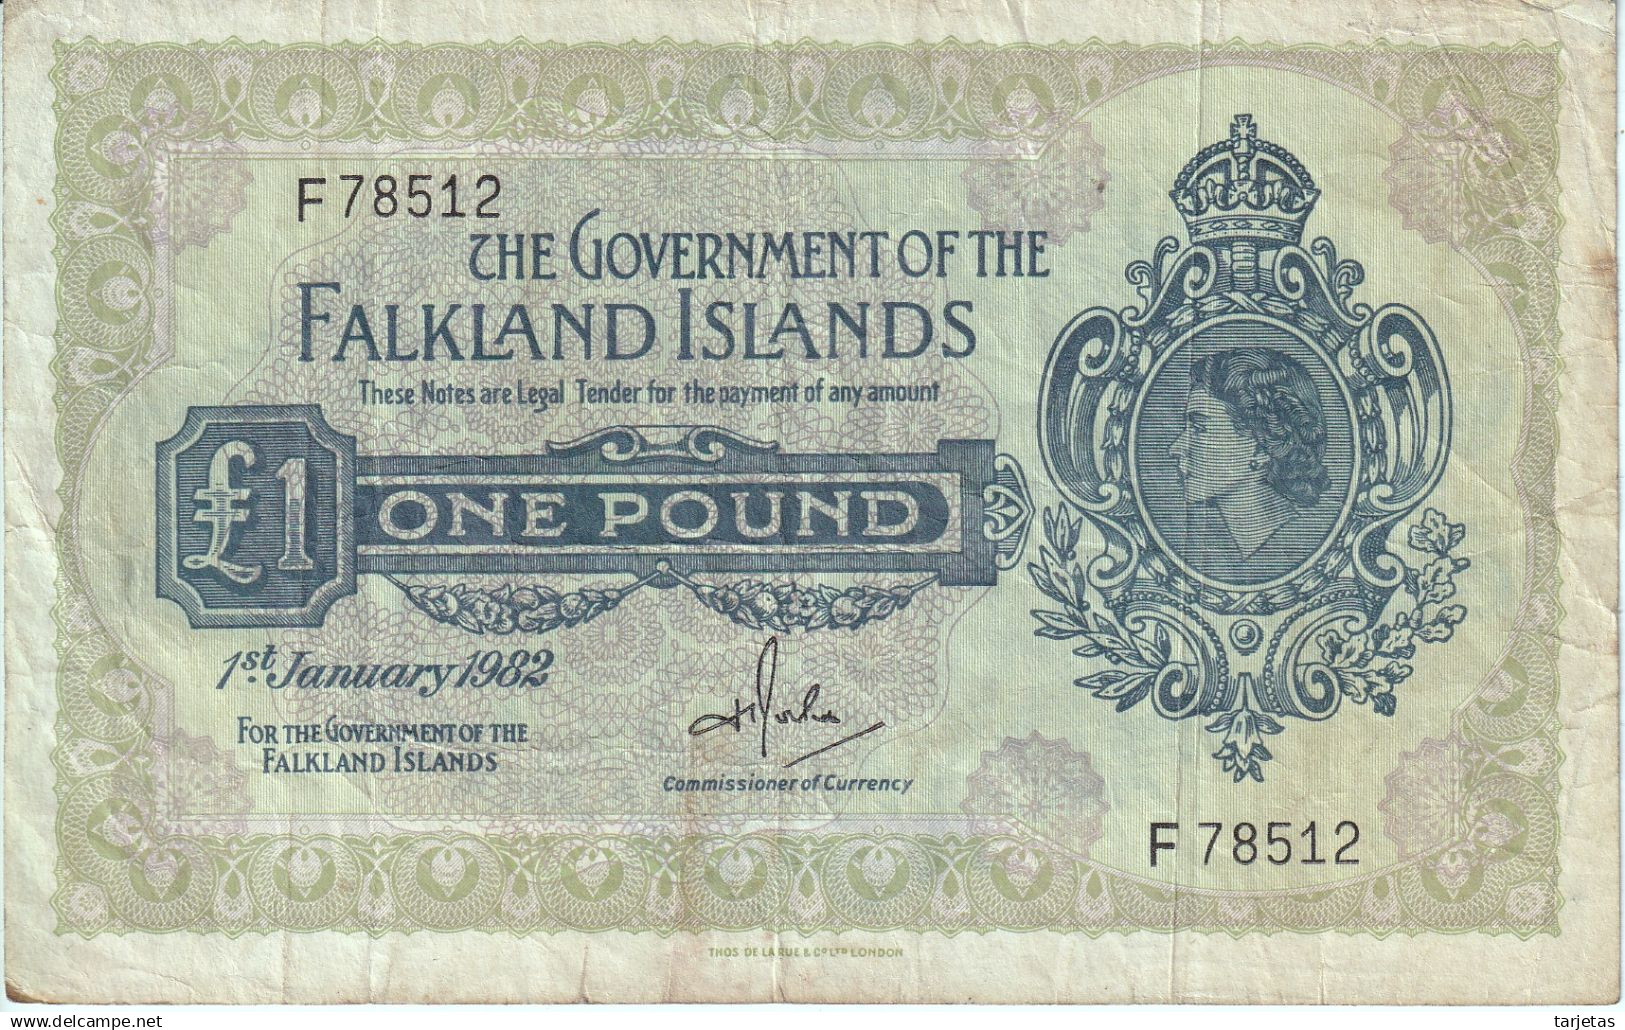 F 78512
THE GOVERNMENT OF THE
FALKLAND ISLANDS
These Notes are Legal Tender for the payment of any amount
£1
ONE POUND
1st January 1982
FOR THE GOVERNMENT OF THE
FALKLAND ISLANDS
Commissioner of Currency
F 78512
THOS DE LA RUE & CO LTD LONDON
www.delcampe.net
tarjetas